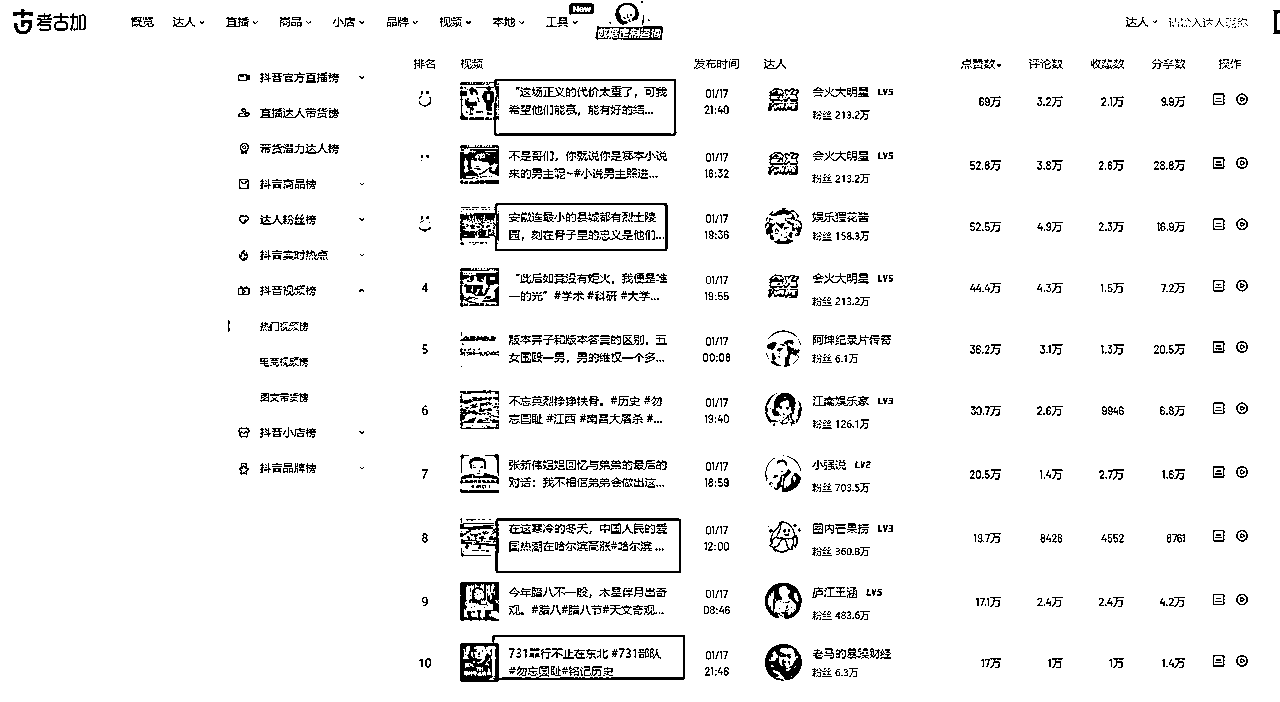 考古加
概览 达人 直播 商品 小店 品牌 视频 本地 工具 New 达人
抖音官方直播榜
直播达人带货榜
带货潜力达人榜
抖音商品榜
达人粉丝榜
抖音实时热点
抖音视频榜
热门视频榜
电商视频榜
图文带货榜
抖音小店榜
抖音品牌榜
排名 视频 发布时间 达人 点赞数 评论数 收藏数 分享数 操作
“这场正义的代价太重了，可我
希望他们能赢，能有好的结...
01/17
21:40
会火大明星 LV5
粉丝 213.2万
69万 3.2万 2.1万 9.9万
不是哥们，你就说你是哪本小说
来的男主呢~#小说男主照进...
01/17
18:32
会火大明星 LV5
粉丝 213.2万
52.8万 3.8万 2.6万 28.8万
安徽连最小的县城都有烈士陵
园，刻在骨子里的忠义是他们...
01/17
19:36
娱乐狸花酱
粉丝 158.3万
52.5万 4.9万 2.3万 16.9万
4
“此后如竟没有炬火，我便是唯
一的光” #学术 #科研 #大学...
01/17
19:55
会火大明星 LV5
粉丝 213.2万
44.4万 4.3万 1.5万 7.2万
5
版本弃子和版本答案的区别，五
女围殴一男，男的维权一个多...
01/17
00:08
阿坤纪录片传奇
粉丝 6.1万
36.2万 3.1万 1.3万 20.5万
6
不忘英烈铮铮铁骨。#历史 #勿
忘国耻 #江西 #南昌大屠杀 #...
01/17
19:40
江南娱乐家 LV3
粉丝 126.1万
30.7万 2.6万 9946 6.8万
7
张新伟姐姐回忆与弟弟的最后的
对话：我不相信弟弟会做出这...
01/17
18:59
小强说 LV2
粉丝 703.5万
20.5万 1.4万 2.7万 1.6万
8
在这寒冷的冬天，中国人民的爱
国热潮在哈尔滨高涨#哈尔滨 ...
01/17
12:00
国内芒果捞 LV3
粉丝 360.8万
19.7万 8426 4552 8761
9
今年腊八不一般，木星伴月出奇
观。#腊八#腊八节#天文奇观...
01/17
08:46
庐江王涵 LV5
粉丝 483.6万
17.1万 2.4万 2.4万 4.2万
10
731罪行不止在东北 #731部队
#勿忘国耻#铭记历史
01/17
21:46
老马的悬疑财经
粉丝 6.3万
17万 1万 1万 1.4万